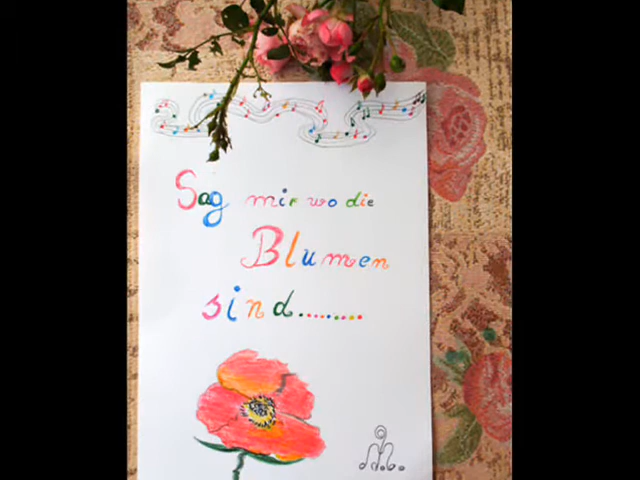 Sag mir wo die
Blumen
sind.........